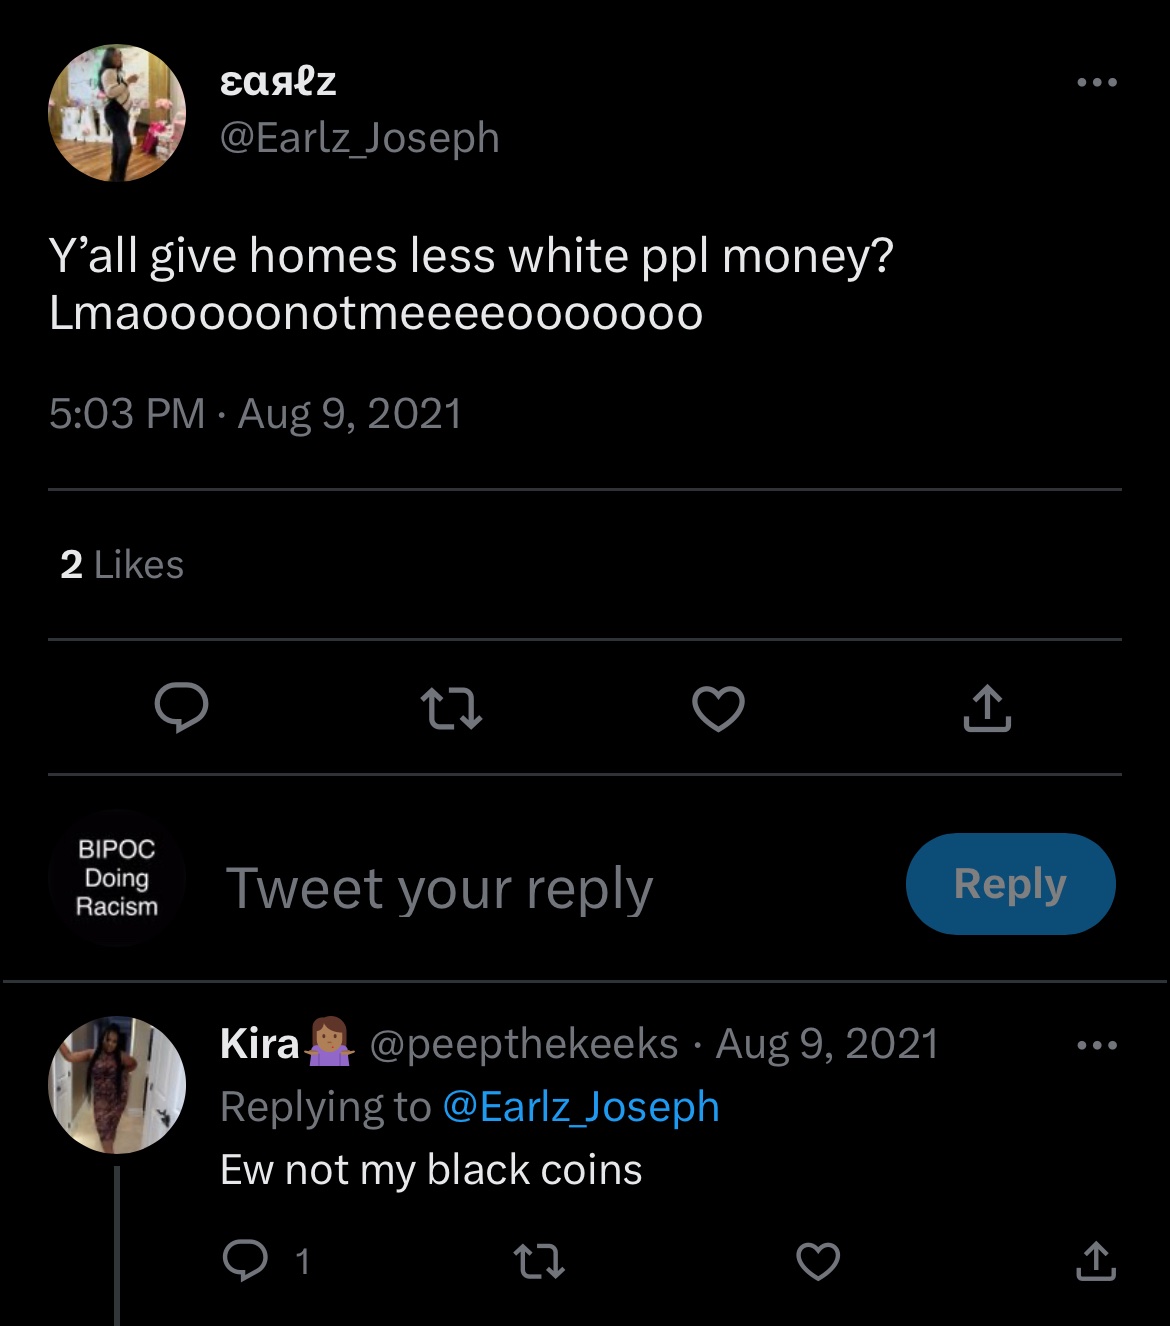 εαяℓz
@Earlz_Joseph
Y’all give homes less white ppl money?
Lmaooooonotmeeeeooooooo
5:03 PM · Aug 9, 2021
2 Likes
BIPOC
Doing
Racism
Tweet your reply
Reply
Kira🤷🏽‍♀️ @peepthekeeks · Aug 9, 2021
Replying to @Earlz_Joseph
Ew not my black coins
1